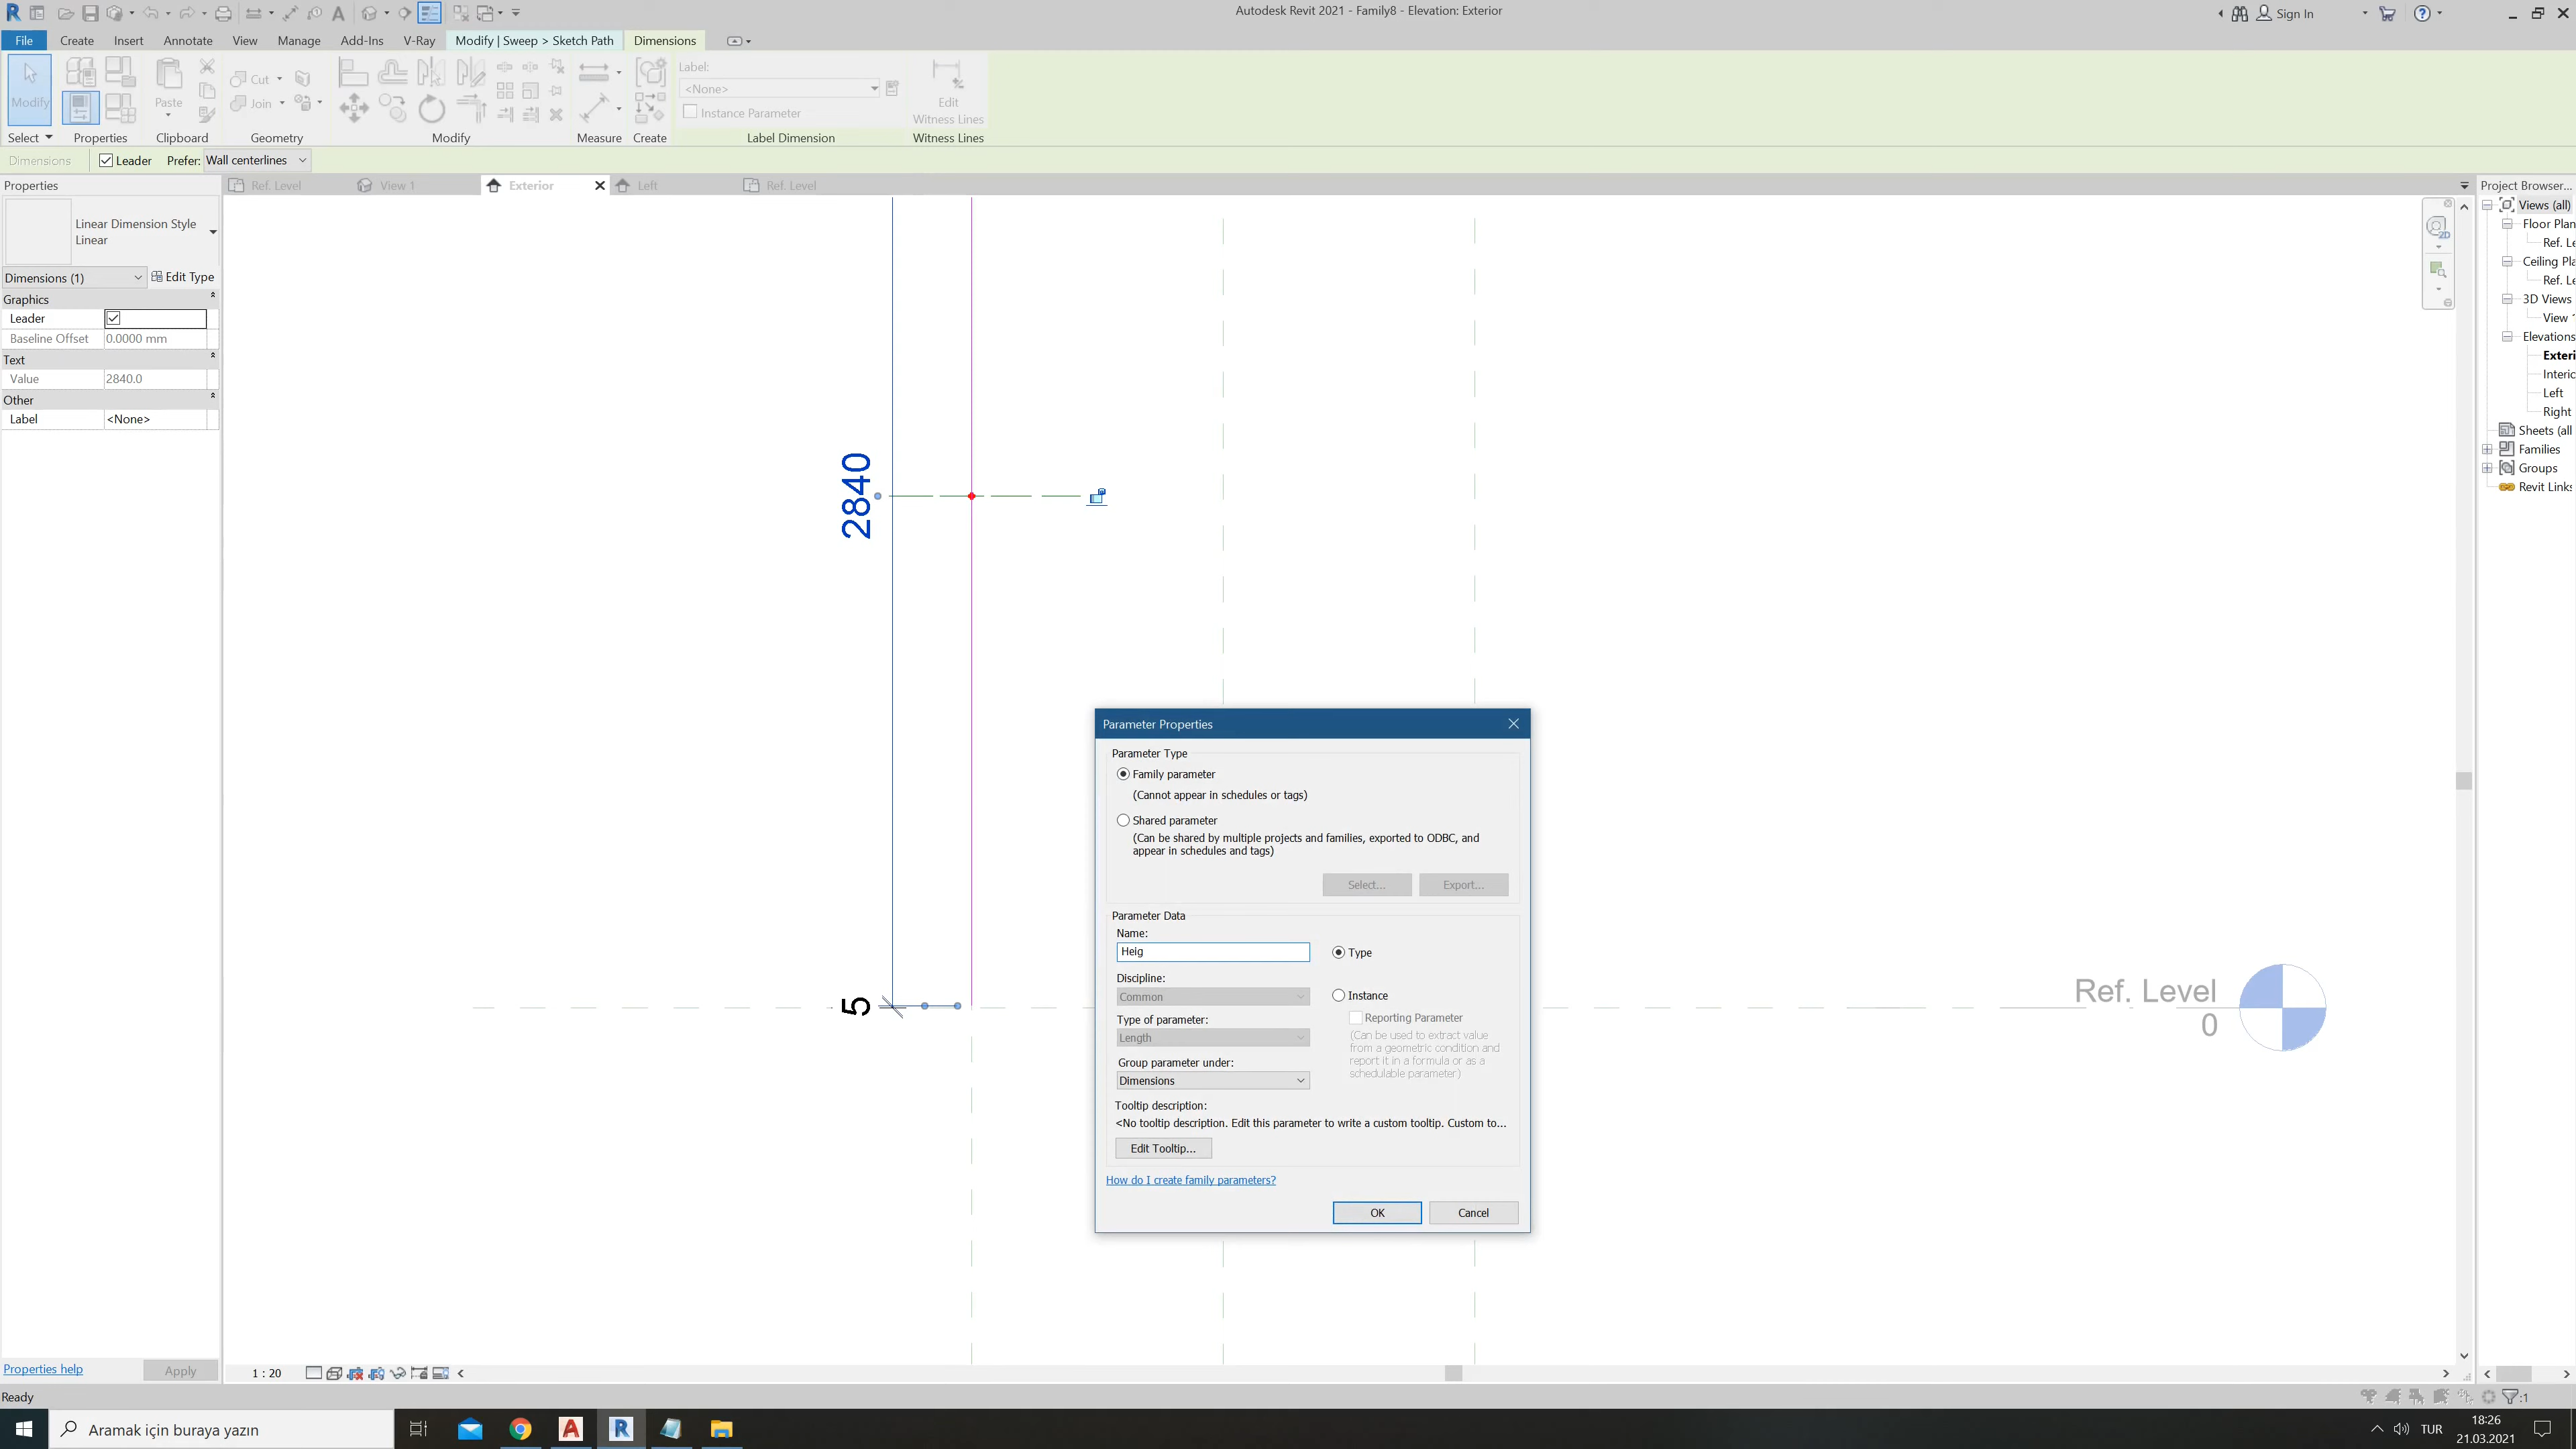 Autodesk Revit 2021 - Family8 - Elevation: Exterior
Sign In
File Create Insert Annotate View Manage Add-Ins V-Ray Modify | Sweep > Sketch Path Dimensions
Modify
Paste
Cut
Join
Label:
<None>
Instance Parameter
Edit
Witness Lines
Select Properties Clipboard Geometry Modify Measure Create Label Dimension Witness Lines
Dimensions Leader Prefer: Wall centerlines
Properties
Ref. Level View 1 Exterior Left Ref. Level
Project Browser...
Linear Dimension Style
Linear
Dimensions (1) Edit Type
Graphics
Leader
Baseline Offset 0.0000 mm
Text
Value 2840.0
Other
Label <None>
Views (all)
Floor Plan
Ref. Le
Ceiling Pla
Ref. Le
3D Views
View 1
Elevations
Exteri
Interic
Left
Right
Sheets (all
Families
Groups
Revit Links
2D
2840
5
Ref. Level
0
Parameter Properties
Parameter Type
Family parameter
(Cannot appear in schedules or tags)
Shared parameter
(Can be shared by multiple projects and families, exported to ODBC, and
appear in schedules and tags)
Select... Export...
Parameter Data
Name:
Heig
Type
Discipline:
Common
Instance
Type of parameter:
Reporting Parameter
Length
(Can be used to extract value
from a geometric condition and
report it in a formula or as a
schedulable parameter)
Group parameter under:
Dimensions
Tooltip description:
<No tooltip description. Edit this parameter to write a custom tooltip. Custom to...
Edit Tooltip...
How do I create family parameters?
OK Cancel
Properties help Apply
1 : 20
Ready
:1
Aramak için buraya yazın
TUR
18:26
21.03.2021